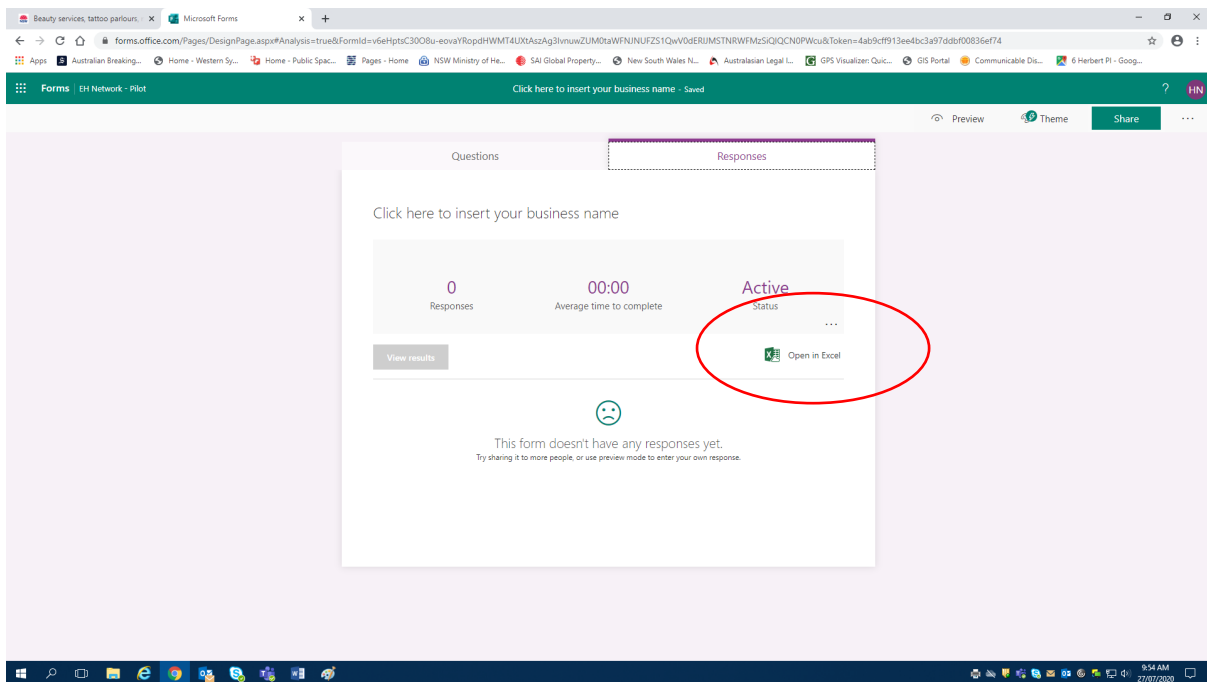 Beauty services, tattoo parlours,
Microsoft Forms
forms.office.com/Pages/DesignPage.aspx#Analysis=true&FormId=v6eHptsC30O8u-eovaYRopdHWMT4UXtAszAg3IvnuwZUM0taWFNJNUFZS1QwV0dERlJMSTNRWFMzSiQlQCN0PWcu&Token=4ab9cff913ee4bc3a97ddbf00836ef74
Apps Australian Breaking... Home - Western Sy... Home - Public Spac... Pages - Home NSW Ministry of He... SAI Global Property... New South Wales N... Australasian Legal I... GPS Visualizer: Quic... GIS Portal Communicable Dis... 6 Herbert Pl - Goog...
Forms EH Network - Pilot Click here to insert your business name - Saved ? HN
Preview Theme Share ...
Questions Responses
Click here to insert your business name
0 00:00 Active
Responses Average time to complete Status
...
View results Open in Excel
This form doesn't have any responses yet.
Try sharing it to more people, or use preview mode to enter your own response.
9:54 AM
27/07/2020